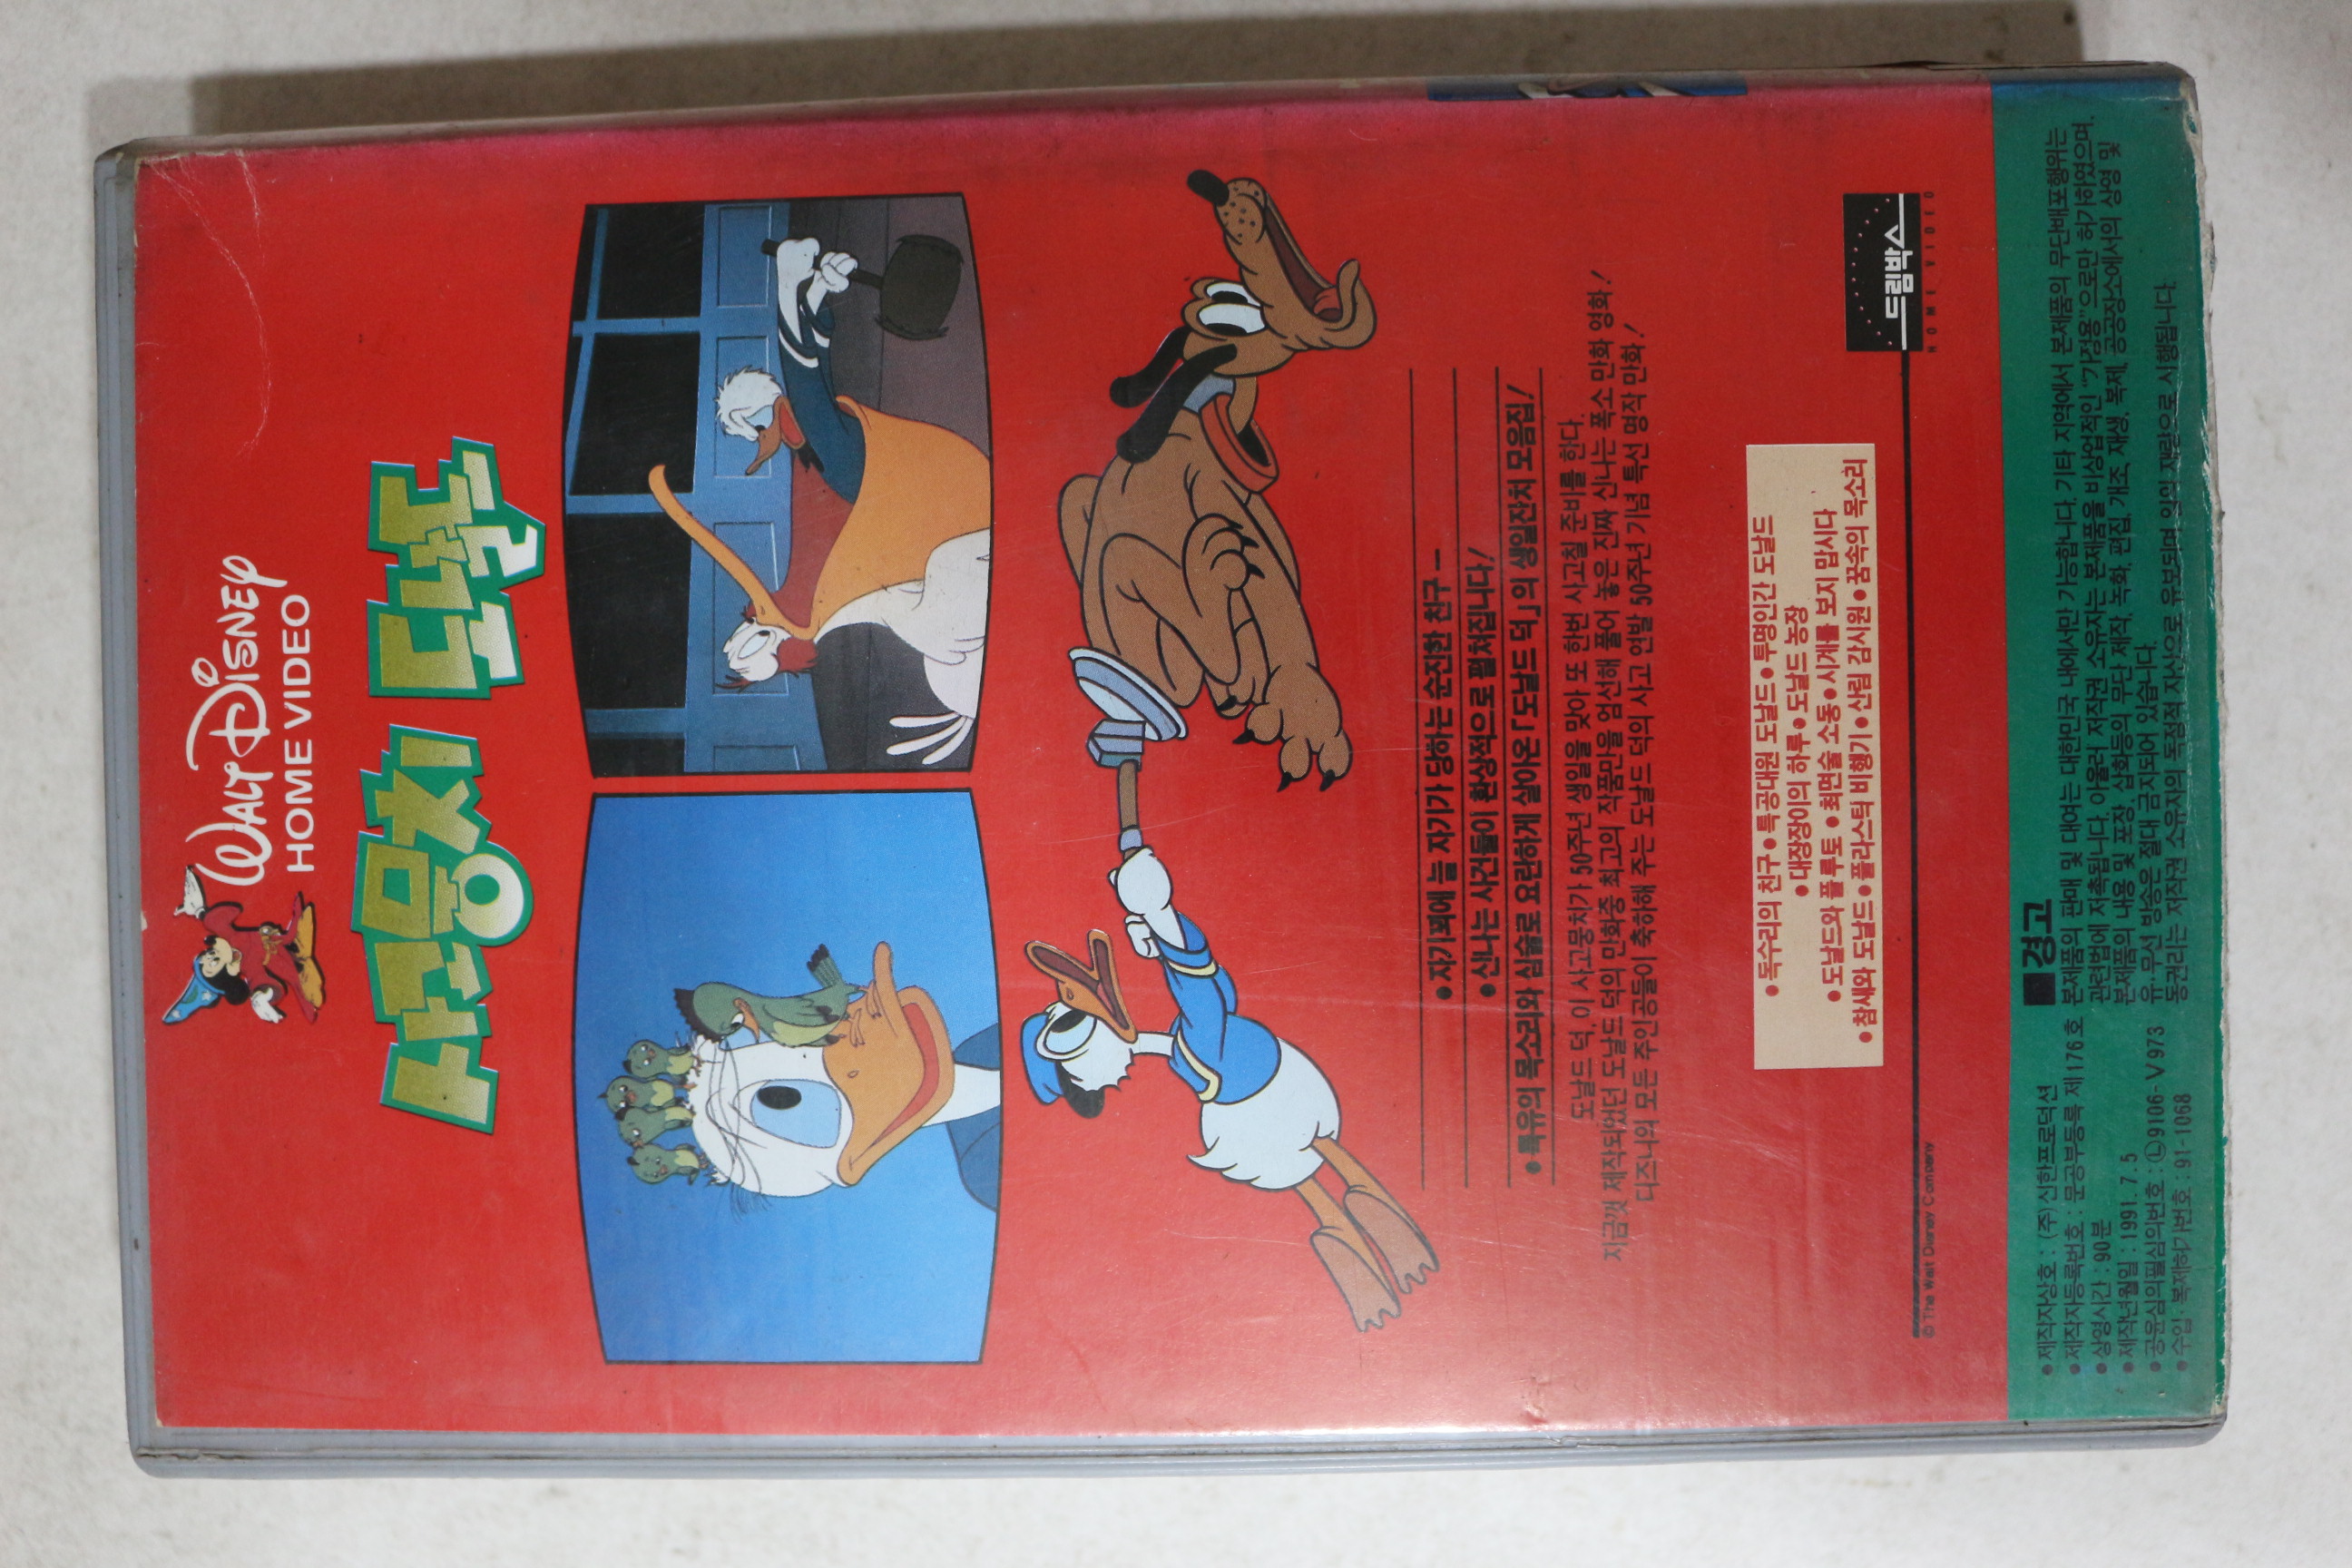 WALT DISNEY
HOME VIDEO
사고뭉치 도날드
●자기꾀에 늘 자기가 당하는 순진한 친구—
●신나는 사건들이 환상적으로 펼쳐집니다!
●특유의 목소리와 심술로 요란하게 살아온 「도날드 덕」의 생일잔치 모음집!
도날드 덕, 이 사고뭉치가 50주년 생일을 맞아 또 한번 사고칠 준비를 한다.
지금껏 제작되었던 도날드 덕의 만화중 최고의 작품만을 엄선해 풀어 놓은 진짜 신나는 폭소 만화 영화!
디즈니의 모든 주인공들이 축하해 주는 도날드 덕의 사고 연발 50주년 기념 특선 명작 만화!
●독수리의 친구●특공대원 도날드●투명인간 도날드
●대장장이의 하루●도날드 농장
●도날드와 플루토●최면술 소동●시계를 보지 맙시다
●참새와 도날드●플라스틱 비행기●산림 감시원●꿈속의 목소리
드림박스
HOME VIDEO
© The Walt Disney Company
●제작자상호 : (주)신한프로덕션
●제작자등록번호 : 문공부등록 제1176호
●상영시간 : 90분
●제작년월일 : 1991. 7. 5
●공윤심의필심의번호 : Ⓛ9106-V973
●수입·복제허가번호 : 91-1068
■경고
본제품의 판매 및 대여는 대한민국 내에서만 가능합니다. 기타 지역에서 본제품의 무단배포행위는
관련법에 저촉됩니다. 아울러 저작권 소유자는 본제품을 비상업적인 "가정용"으로만 허가하였으며,
본제품의 내용 및 포장 삽화등의 무단 제작, 녹화, 편집, 개조, 재생, 복제, 공공장소에서의 상영 및
유·무선 방송은 절대 금지되어 있습니다.
동권리는 저작권 소유자의 독점적 자산으로 유보되며 임의 재량으로 시행됩니다.